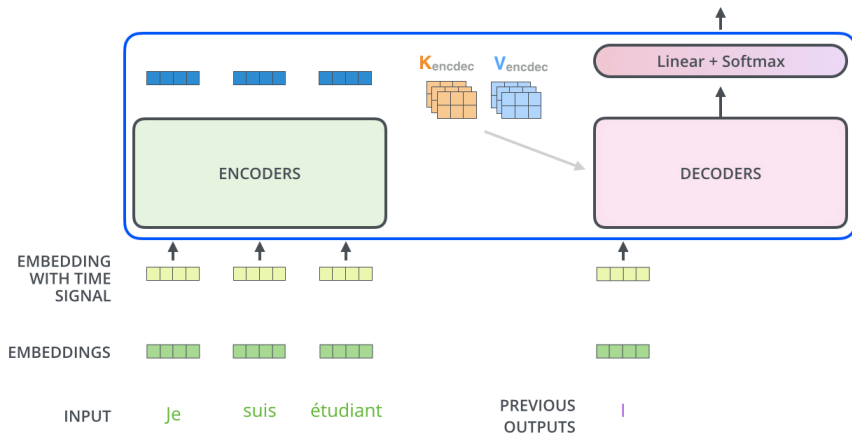 Kencdec
Vencdec
Linear + Softmax
ENCODERS
DECODERS
EMBEDDING
WITH TIME
SIGNAL
EMBEDDINGS
INPUT
Je
suis
étudiant
PREVIOUS
OUTPUTS
I